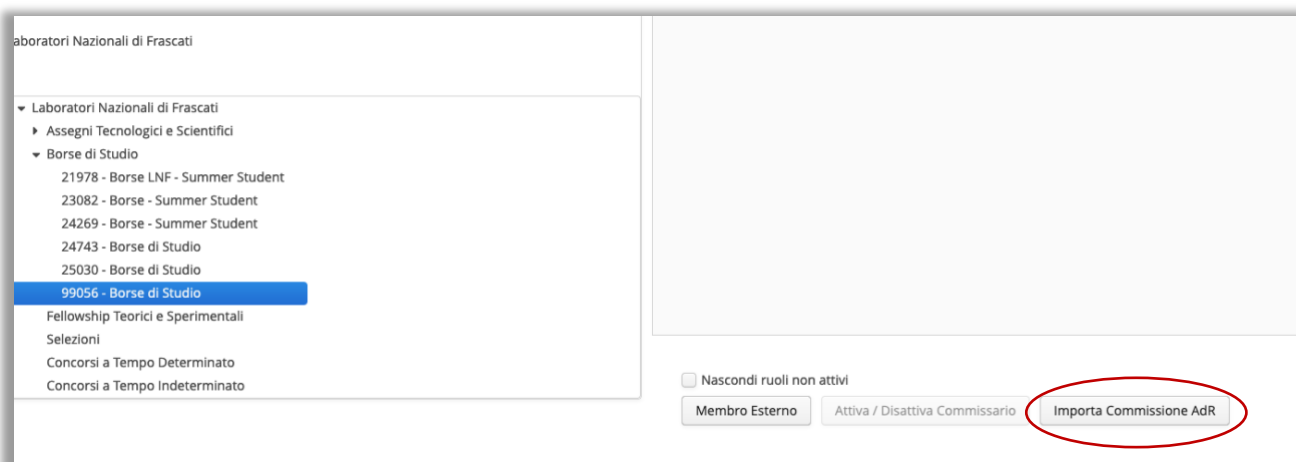 aboratori Nazionali di Frascati
Laboratori Nazionali di Frascati
Assegni Tecnologici e Scientifici
Borse di Studio
21978 - Borse LNF - Summer Student
23082 - Borse - Summer Student
24269 - Borse - Summer Student
24743 - Borse di Studio
25030 - Borse di Studio
99056 - Borse di Studio
Fellowship Teorici e Sperimentali
Selezioni
Concorsi a Tempo Determinato
Concorsi a Tempo Indeterminato
Nascondi ruoli non attivi
Membro Esterno Attiva / Disattiva Commissario Importa Commissione AdR